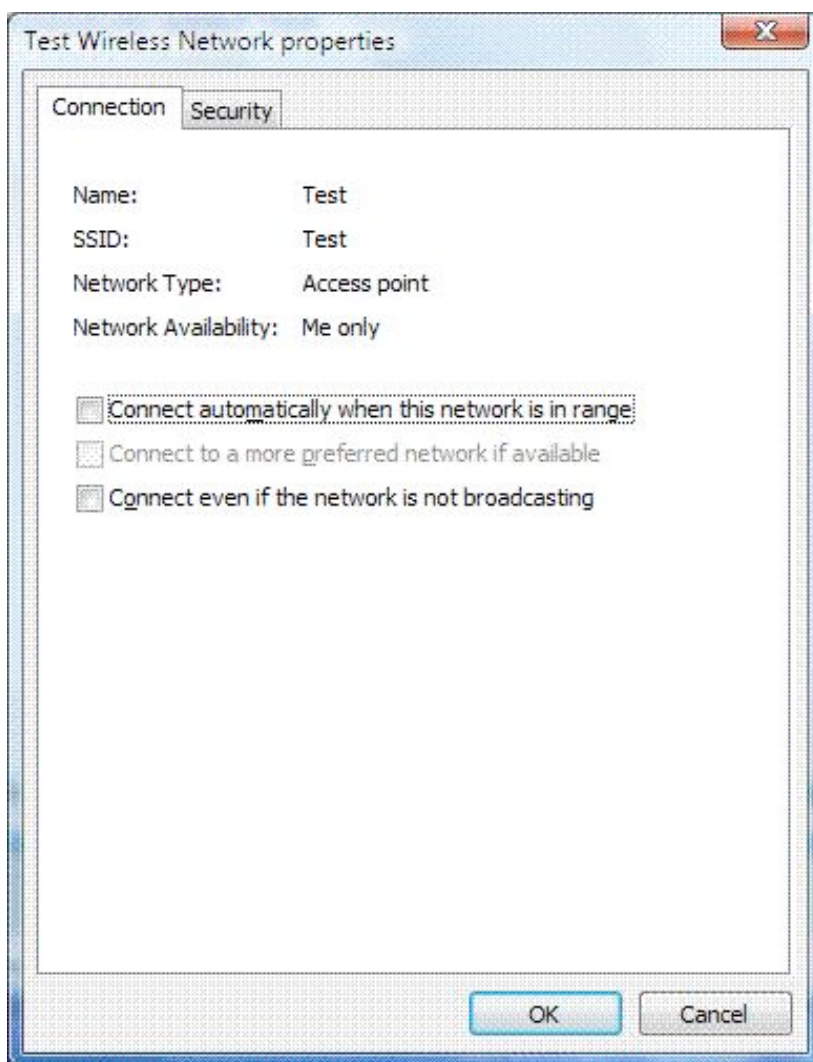 Test Wireless Network properties
Connection Security
Name: Test
SSID: Test
Network Type: Access point
Network Availability: Me only
Connect automatically when this network is in range
Connect to a more preferred network if available
Connect even if the network is not broadcasting
OK Cancel